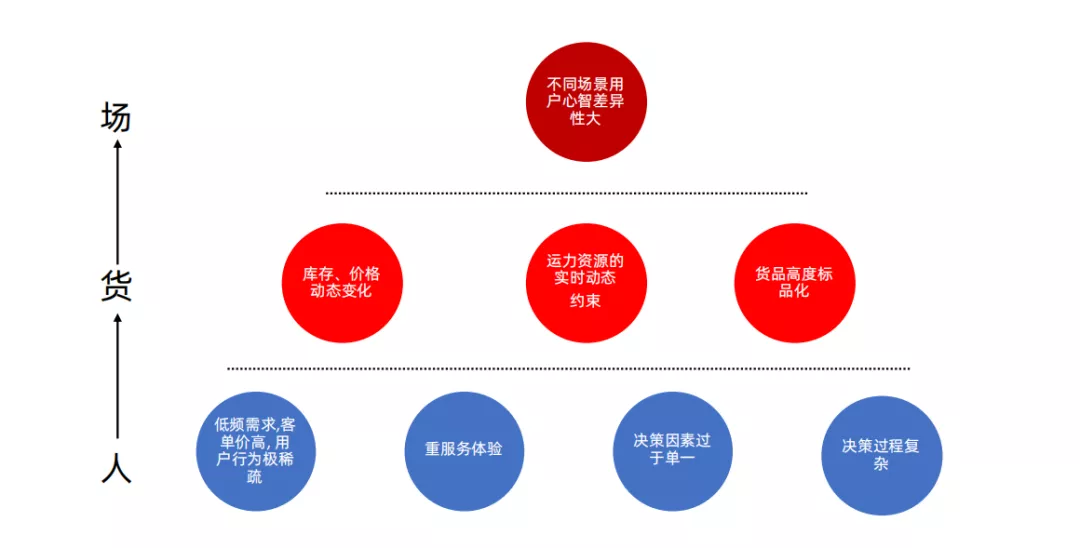 场
不同场景用
户心智差异
性大
货
库存、价格
动态变化
运力资源的
实时动态
约束
货品高度标
品化
人
低频需求,客
单价高, 用
户行为极稀
疏
重服务体验
决策因素过
于单一
决策过程复
杂